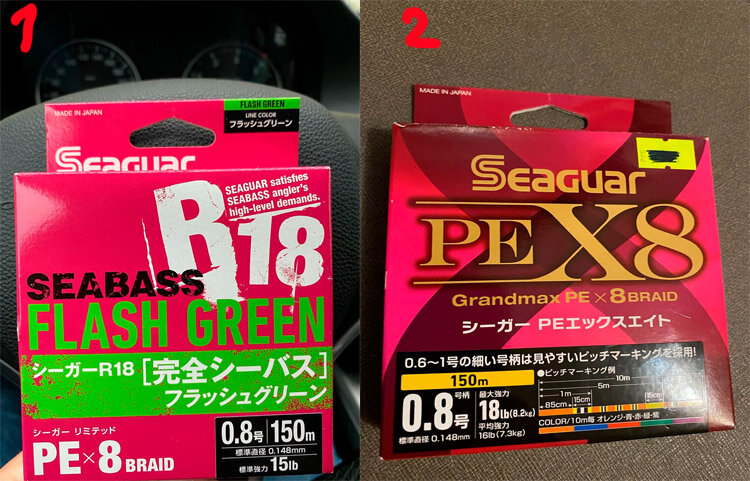 1
MADE IN JAPAN
FLASH GREEN
LINE COLOR
フラッシュグリーン
Seaguar
R18
SEAGUAR satisfies
SEABASS angler's
high-level demands.
SEABASS
FLASH GREEN
シーガーR18 [完全シーバス]
フラッシュグリーン
シーガー リミテッド
PE×8 BRAID
0.8号 150m
標準直径 0.148mm
標準強力 15lb
2
MADE IN JAPAN
Seaguar
PE X8
Grandmax PE×8 BRAID
シーガー PEエックスエイト
0.6〜1号の細い号柄は見やすいピッチマーキングを採用!
150m
0.8号柄
標準直径 0.148mm
最大強力
18lb(8.2kg)
平均強力
16lb(7.3kg)
●ピッチマーキング例
10m
5m
1m
85cm
15cm
15cm
COLOR/10m毎 オレンジ・青・赤・緑・紫